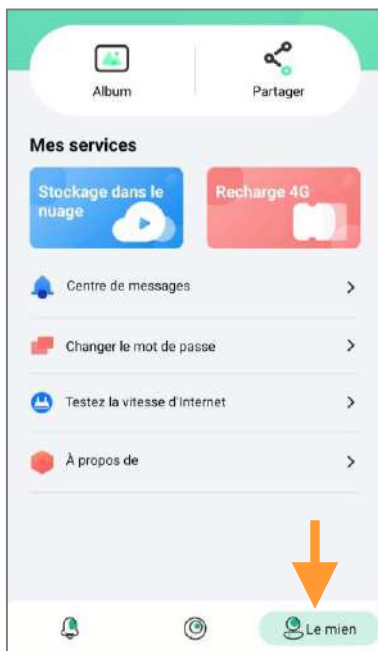 Album
Partager
Mes services
Stockage dans le
nuage
Recharge 4G
Centre de messages
Changer le mot de passe
Testez la vitesse d'Internet
À propos de
Le mien